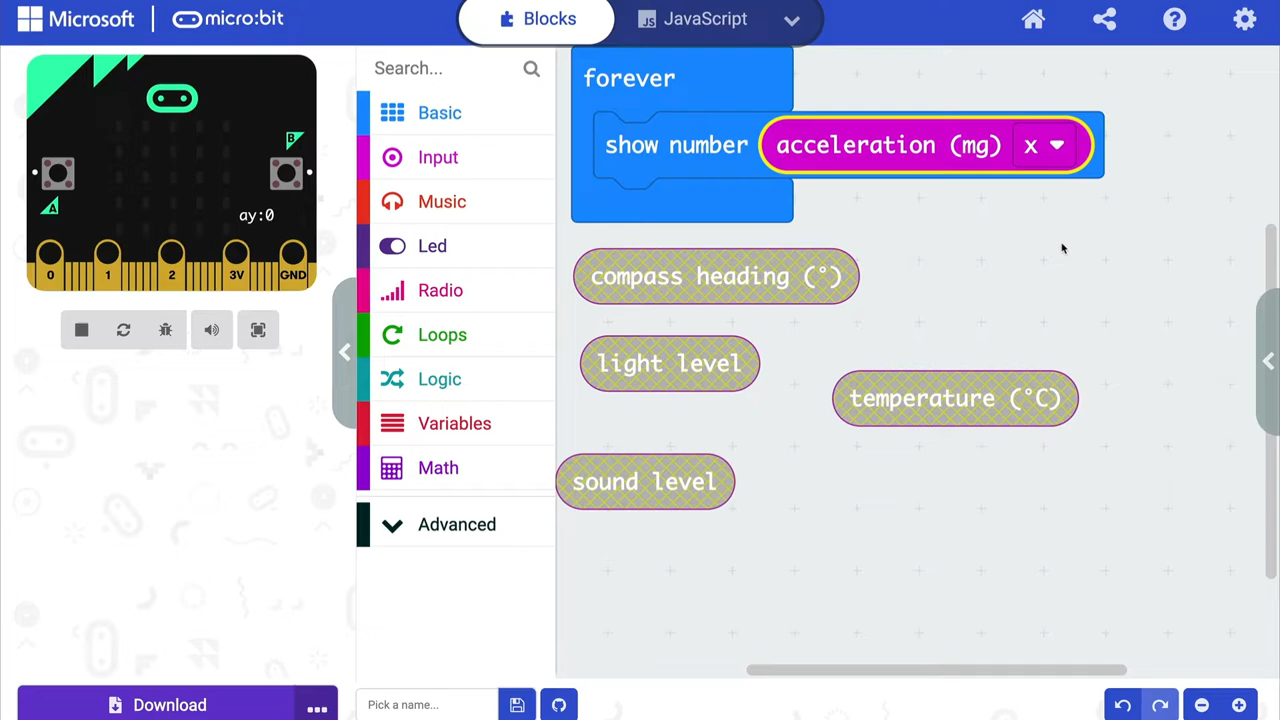 Microsoft micro:bit
Blocks
JavaScript
B
A
ay:0
0 1 2 3V GND
Download
...
Search...
Basic
Input
Music
Led
Radio
Loops
Logic
Variables
Math
Advanced
Pick a name...
forever
show number acceleration (mg) x
compass heading (°)
light level
temperature (°C)
sound level